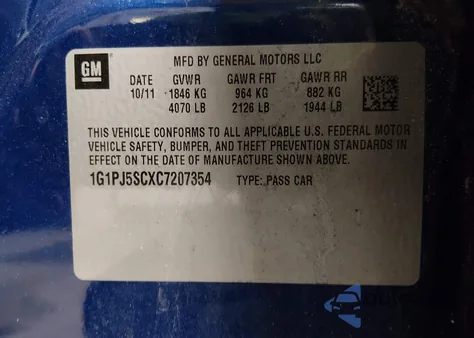 GM
MFD BY GENERAL MOTORS LLC
DATE GVWR GAWR FRT GAWR RR
10/11 1846 KG 964 KG 882 KG
4070 LB 2126 LB 1944 LB
THIS VEHICLE CONFORMS TO ALL APPLICABLE U.S. FEDERAL MOTOR
VEHICLE SAFETY, BUMPER, AND THEFT PREVENTION STANDARDS IN
EFFECT ON THE DATE OF MANUFACTURE SHOWN ABOVE.
1G1PJ5SCXC7207354 TYPE: PASS CAR